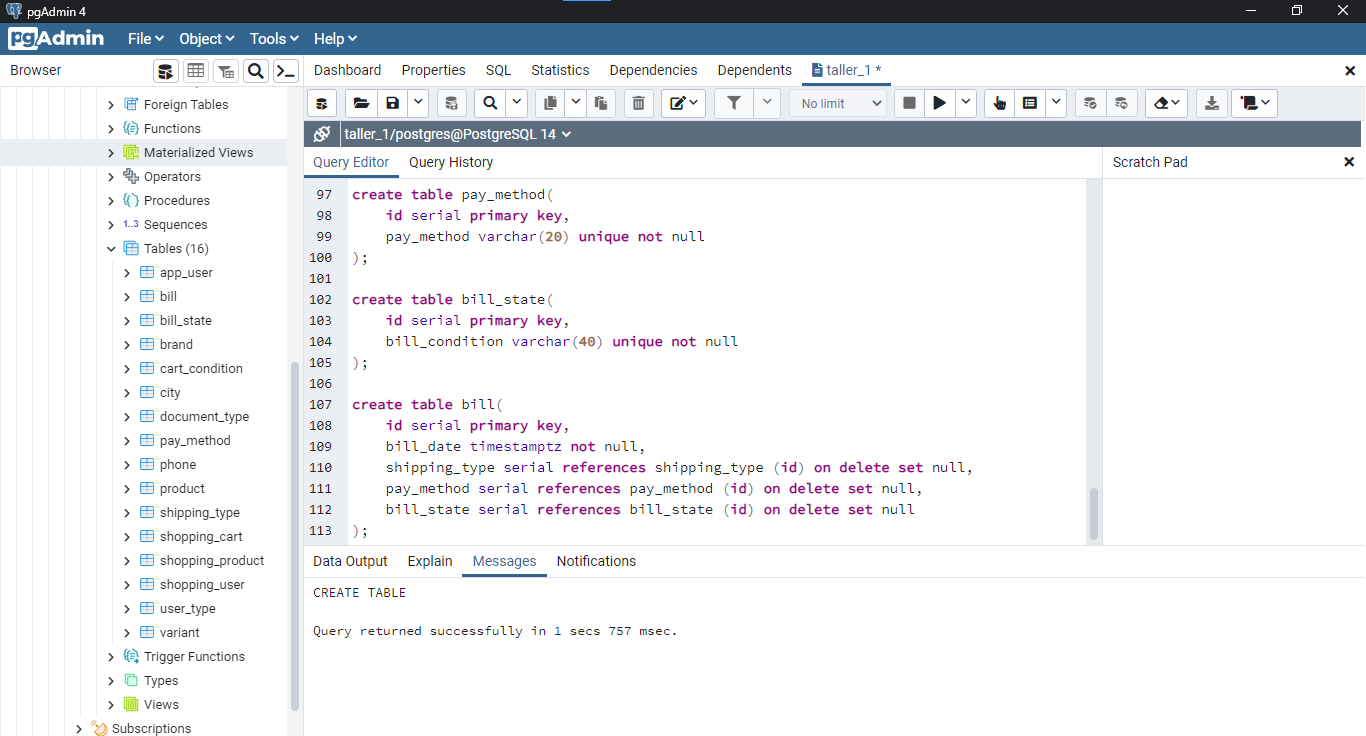 pgAdmin 4
pgAdmin File Object Tools Help
Browser
Dashboard Properties SQL Statistics Dependencies Dependents taller_1 *
No limit
taller_1/postgres@PostgreSQL 14
Query Editor Query History
Scratch Pad
Foreign Tables
Functions
Materialized Views
Operators
Procedures
1..3 Sequences
Tables (16)
app_user
bill
bill_state
brand
cart_condition
city
document_type
pay_method
phone
product
shipping_type
shopping_cart
shopping_product
shopping_user
user_type
variant
Trigger Functions
Types
Views
Subscriptions
97 create table pay_method(
98 id serial primary key,
99 pay_method varchar(20) unique not null
100 );
101
102 create table bill_state(
103 id serial primary key,
104 bill_condition varchar(40) unique not null
105 );
106
107 create table bill(
108 id serial primary key,
109 bill_date timestamptz not null,
110 shipping_type serial references shipping_type (id) on delete set null,
111 pay_method serial references pay_method (id) on delete set null,
112 bill_state serial references bill_state (id) on delete set null
113 );
Data Output Explain Messages Notifications
CREATE TABLE
Query returned successfully in 1 secs 757 msec.